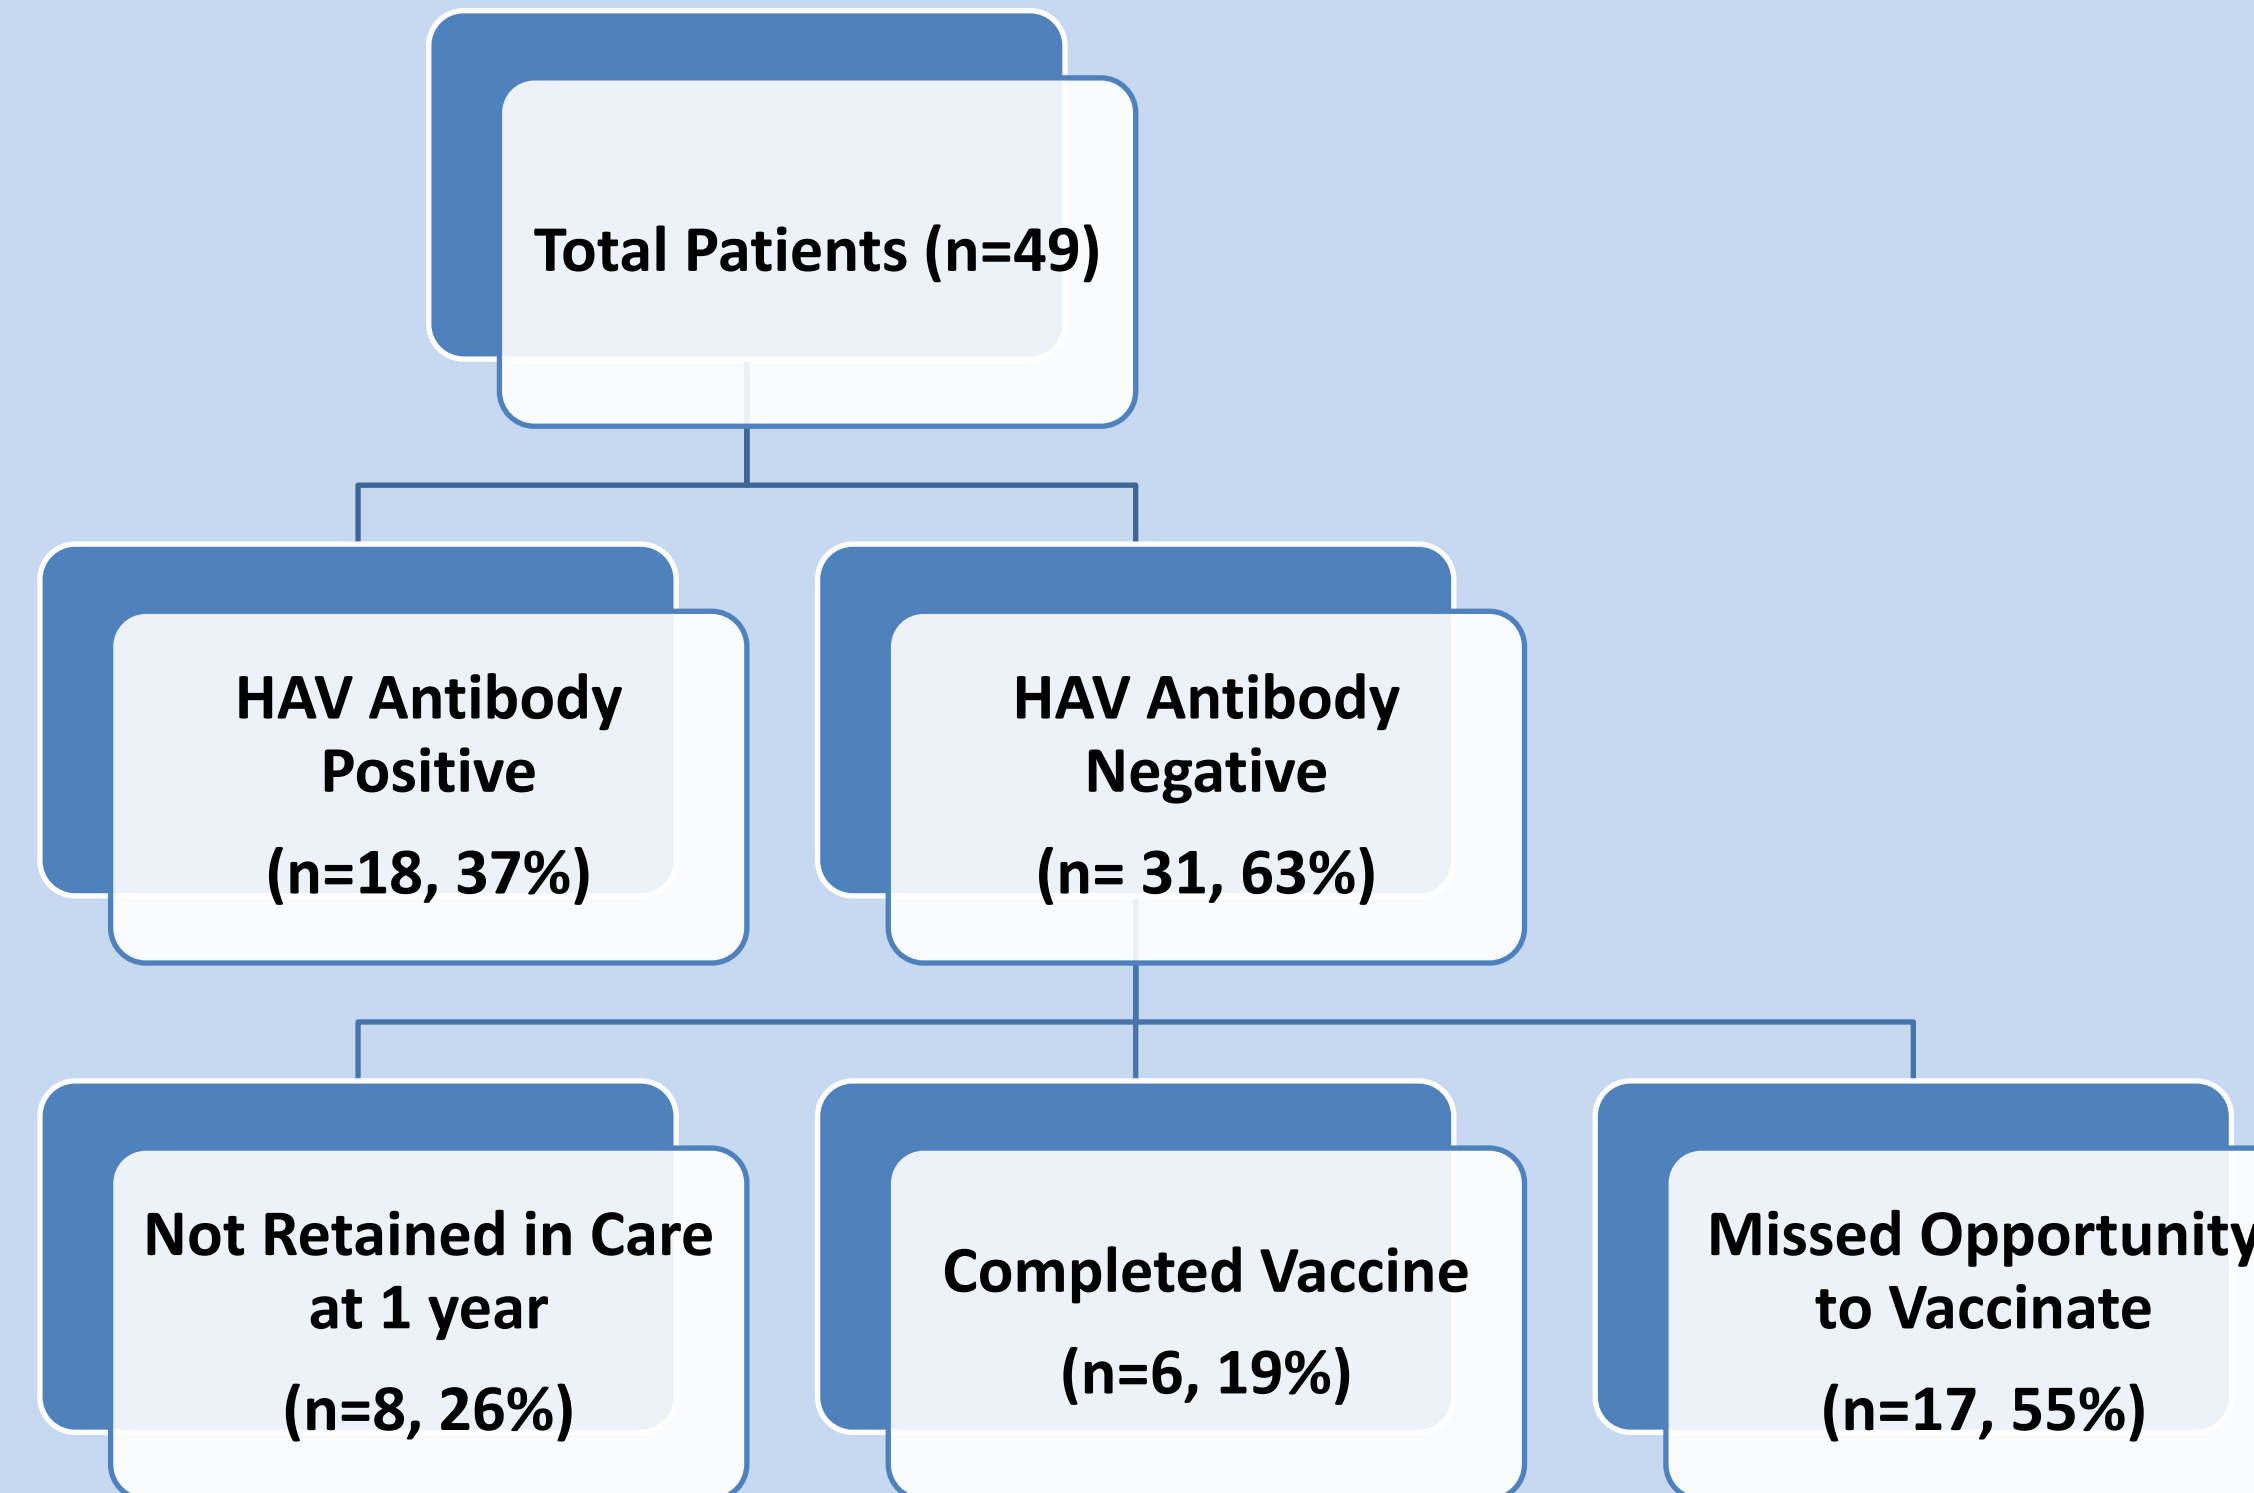 Total Patients (n=49)
HAV Antibody
Positive
(n=18, 37%)
HAV Antibody
Negative
(n= 31, 63%)
Not Retained in Care
at 1 year
(n=8, 26%)
Completed Vaccine
(n=6, 19%)
Missed Opportunity
to Vaccinate
(n=17, 55%)